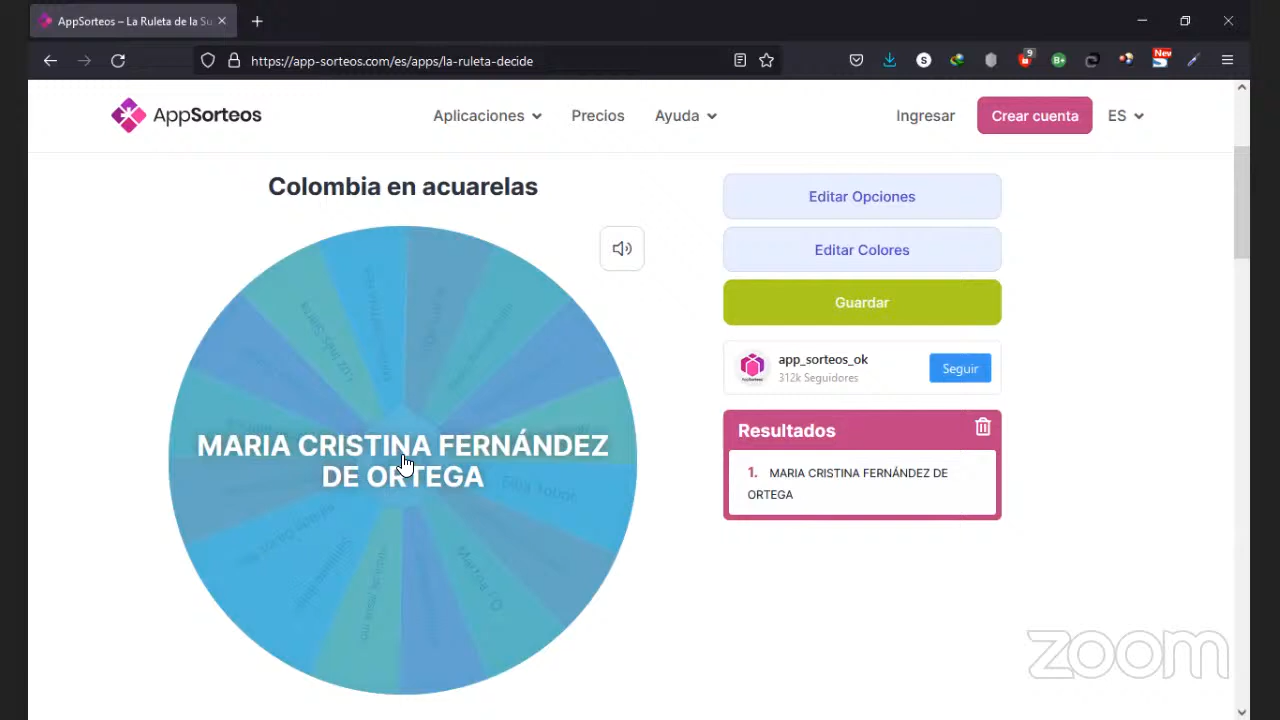 AppSorteos – La Ruleta de la Su
https://app-sorteos.com/es/apps/la-ruleta-decide
9
New
AppSorteos
Aplicaciones
Precios
Ayuda
Ingresar
Crear cuenta
ES
Colombia en acuarelas
Editar Opciones
Editar Colores
Guardar
app_sorteos_ok
312k Seguidores
Seguir
Resultados
1. MARIA CRISTINA FERNÁNDEZ DE
ORTEGA
MARIA CRISTINA FERNÁNDEZ
DE ORTEGA
zoom